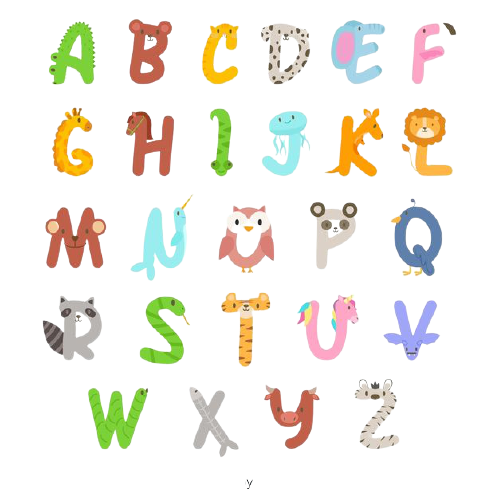 A B C D E F
G H I J K L
M N O P Q
R S T U V
W X Y Z
y